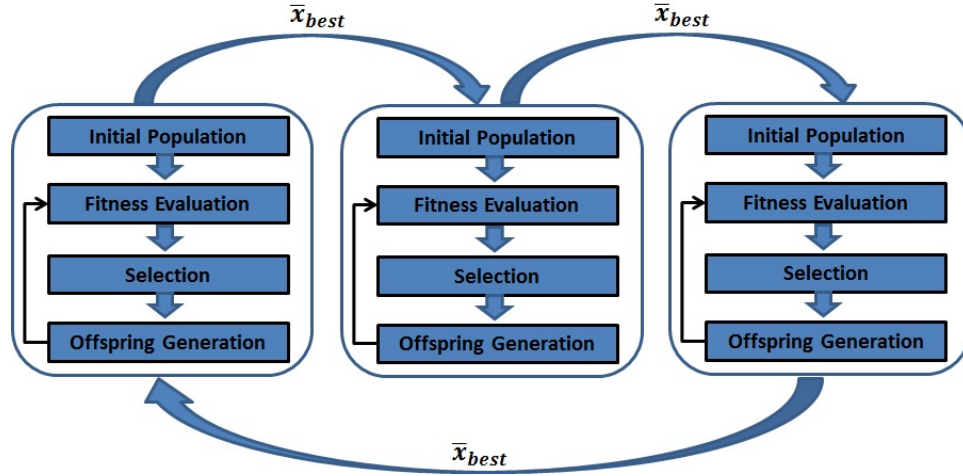 x̅best
x̅best
Initial Population
Fitness Evaluation
Selection
Offspring Generation
Initial Population
Fitness Evaluation
Selection
Offspring Generation
Initial Population
Fitness Evaluation
Selection
Offspring Generation
x̅best